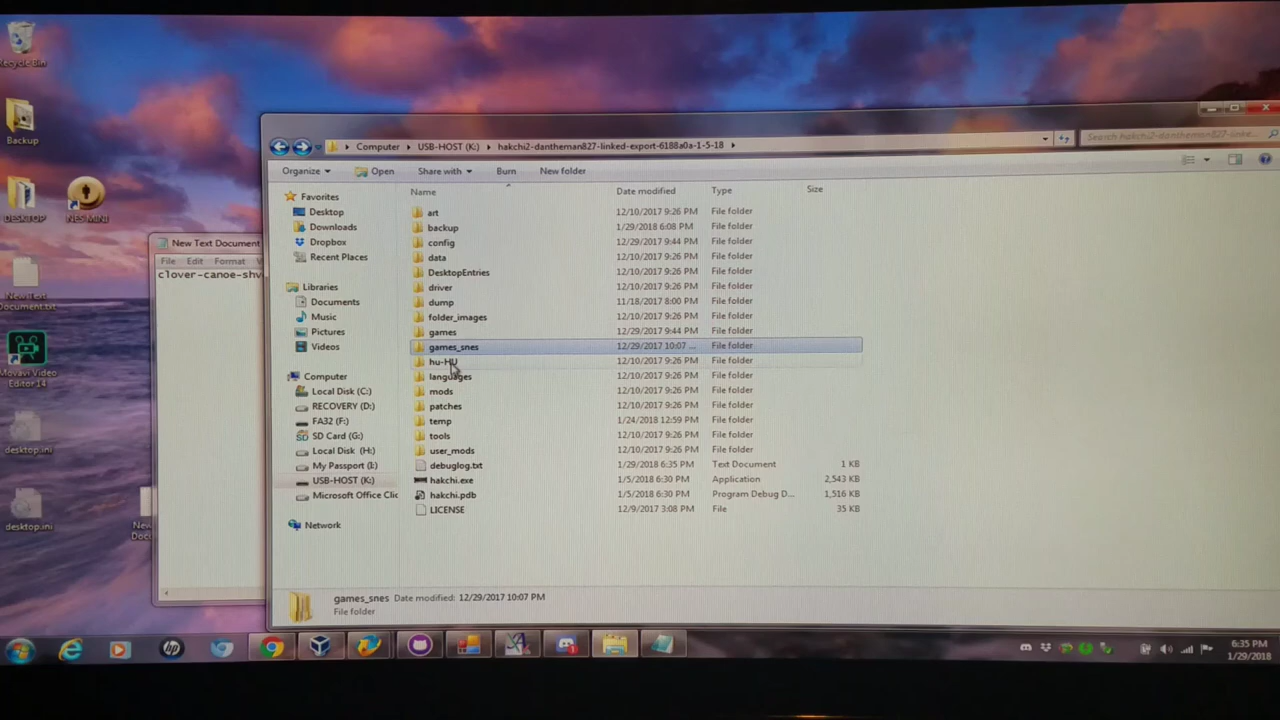 Recycle Bin
Backup
DESKTOP
NES MINI
New Text
Document.txt
Movavi Video
Editor 14
desktop.ini
desktop.ini
New Text Document
File Edit Format
clover-canoe-shv
Computer USB-HOST (K:) hakchi2-dantheman827-linked-export-6188a0a-1-5-18
Search hakchi2-dantheman827-linked-export-6188a0a-1-5-18...
Organize Open Share with Burn New folder
Favorites
Desktop
Downloads
Dropbox
Recent Places
Libraries
Documents
Music
Pictures
Videos
Computer
Local Disk (C:)
RECOVERY (D:)
FA32 (F:)
SD Card (G:)
Local Disk (H:)
My Passport (I:)
USB-HOST (K:)
Microsoft Office Clic
Network
Name Date modified Type Size
art 12/10/2017 9:26 PM File folder
backup 1/29/2018 6:08 PM File folder
config 12/29/2017 9:44 PM File folder
data 12/10/2017 9:26 PM File folder
DesktopEntries 12/10/2017 9:26 PM File folder
driver 12/10/2017 9:26 PM File folder
dump 11/18/2017 8:00 PM File folder
folder_images 12/10/2017 9:26 PM File folder
games 12/29/2017 9:44 PM File folder
games_snes 12/29/2017 10:07 ... File folder
hu-HU 12/10/2017 9:26 PM File folder
languages 12/10/2017 9:26 PM File folder
mods 12/10/2017 9:26 PM File folder
patches 12/10/2017 9:26 PM File folder
temp 1/24/2018 12:59 PM File folder
tools 12/10/2017 9:26 PM File folder
user_mods 12/10/2017 9:26 PM File folder
debuglog.txt 1/29/2018 6:35 PM Text Document 1 KB
hakchi.exe 1/5/2018 6:30 PM Application 2,543 KB
hakchi.pdb 1/5/2018 6:30 PM Program Debug D... 1,516 KB
LICENSE 12/9/2017 3:08 PM File 35 KB
games_snes Date modified: 12/29/2017 10:07 PM
File folder
hp
6:35 PM
1/29/2018